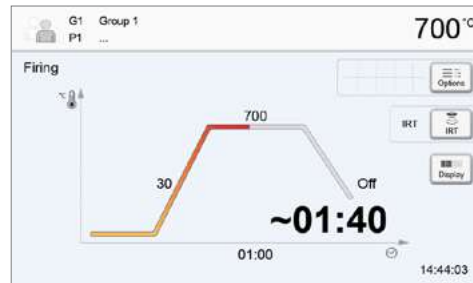 G1 Group 1
P1 ...
700 °C
Firing
Options
°C
700
IRT
IRT
Display
30
Off
~01:40
01:00
14:44:03